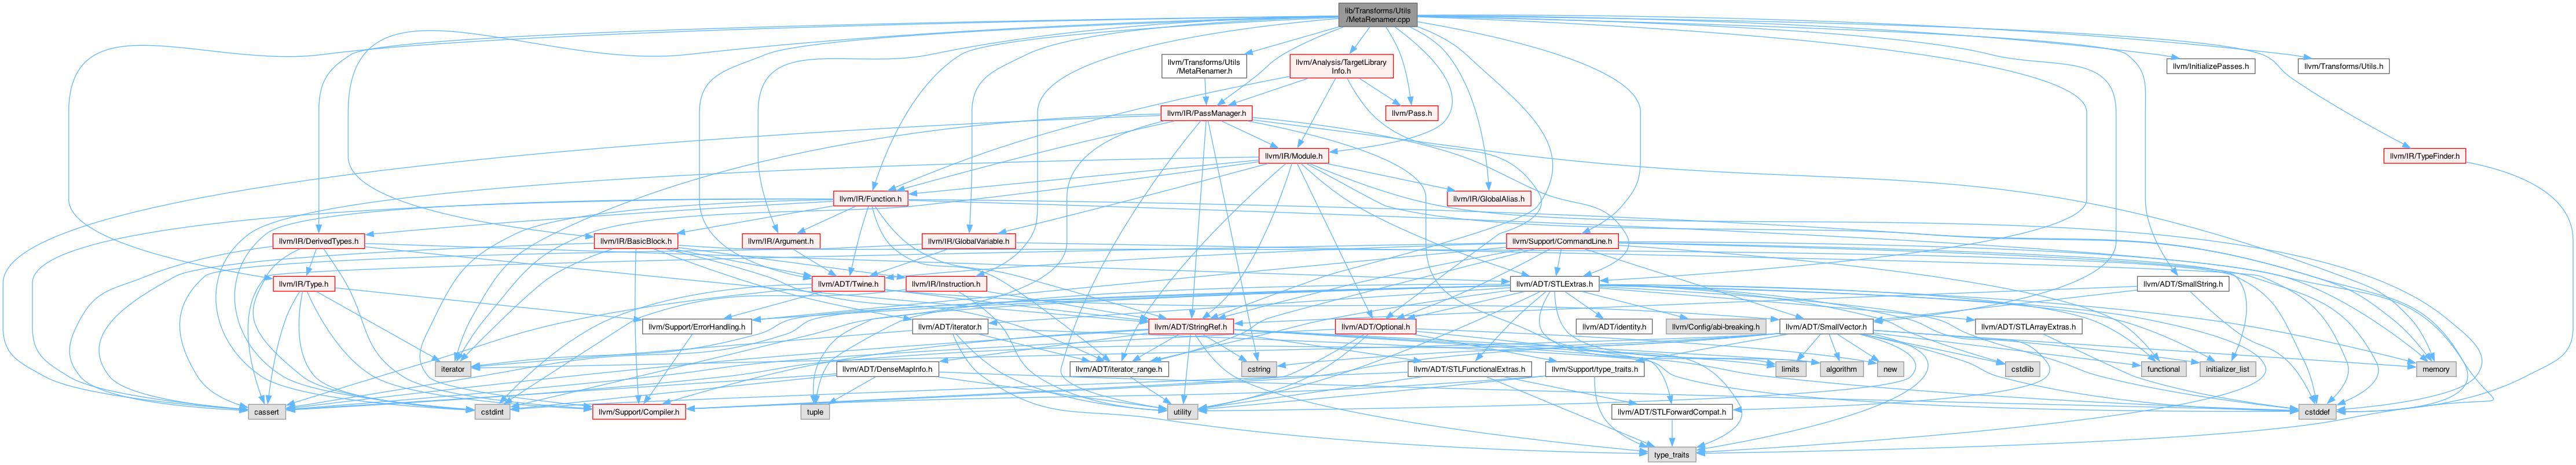 lib/Transforms/Utils
/MetaRenamer.cpp
llvm/Transforms/Utils
/MetaRenamer.h
llvm/Analysis/TargetLibrary
Info.h
llvm/InitializePasses.h
llvm/Transforms/Utils.h
llvm/IR/PassManager.h
llvm/Pass.h
llvm/IR/Module.h
llvm/IR/TypeFinder.h
llvm/IR/Function.h
llvm/IR/GlobalAlias.h
llvm/IR/DerivedTypes.h
llvm/IR/BasicBlock.h
llvm/IR/Argument.h
llvm/IR/GlobalVariable.h
llvm/Support/CommandLine.h
llvm/IR/Type.h
llvm/ADT/Twine.h
llvm/IR/Instruction.h
llvm/ADT/STLExtras.h
llvm/ADT/SmallString.h
llvm/Support/ErrorHandling.h
llvm/ADT/iterator.h
llvm/ADT/StringRef.h
llvm/ADT/Optional.h
llvm/ADT/identity.h
llvm/Config/abi-breaking.h
llvm/ADT/SmallVector.h
llvm/ADT/STLArrayExtras.h
iterator
llvm/ADT/DenseMapInfo.h
llvm/ADT/iterator_range.h
cstring
llvm/ADT/STLFunctionalExtras.h
llvm/Support/type_traits.h
limits
algorithm
new
cstdlib
functional
initializer_list
memory
cassert
cstdint
llvm/Support/Compiler.h
tuple
utility
llvm/ADT/STLForwardCompat.h
cstddef
type_traits